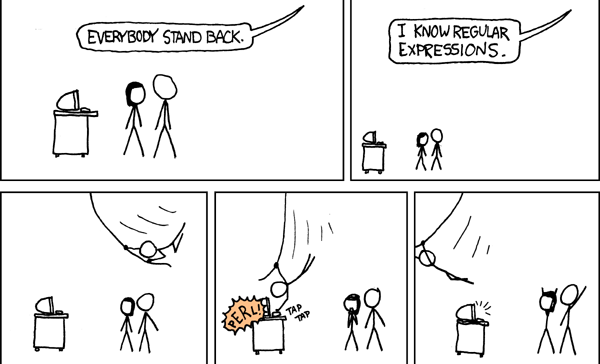 EVERYBODY STAND BACK.
I KNOW REGULAR
EXPRESSIONS.
PERL!
TAP
TAP